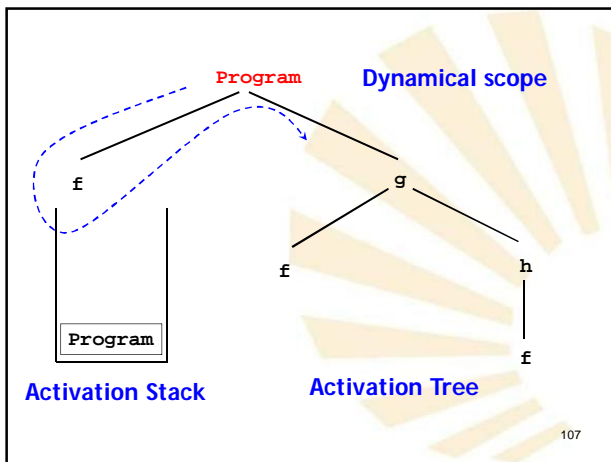 Program
Dynamical scope
f
g
f
h
Program
f
Activation Stack
Activation Tree
107